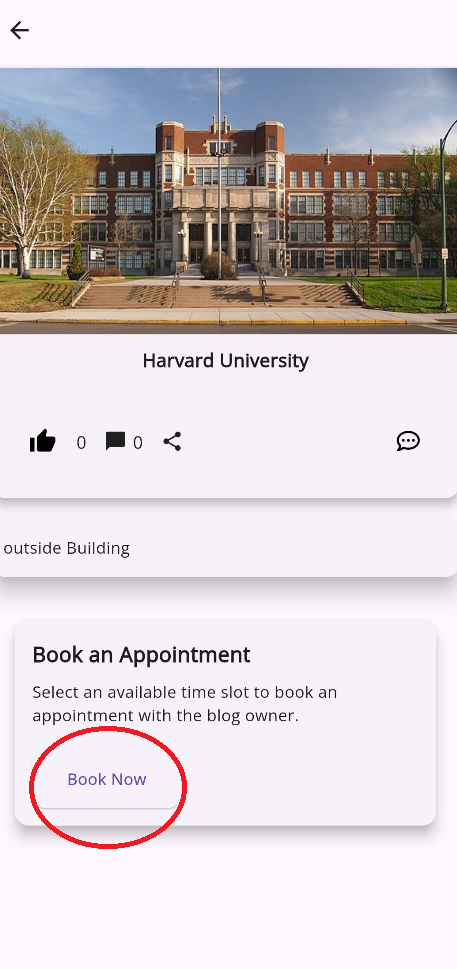 Harvard University
0
0
outside Building
Book an Appointment
Select an available time slot to book an
appointment with the blog owner.
Book Now